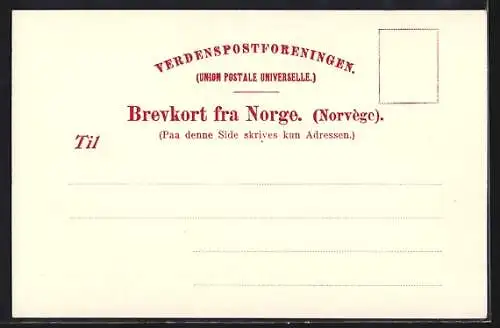 VERDENSPOSTFORENINGEN.
(UNION POSTALE UNIVERSELLE.)
Brevkort fra Norge. (Norvège).
(Paa denne Side skrives kun Adressen.)
Til